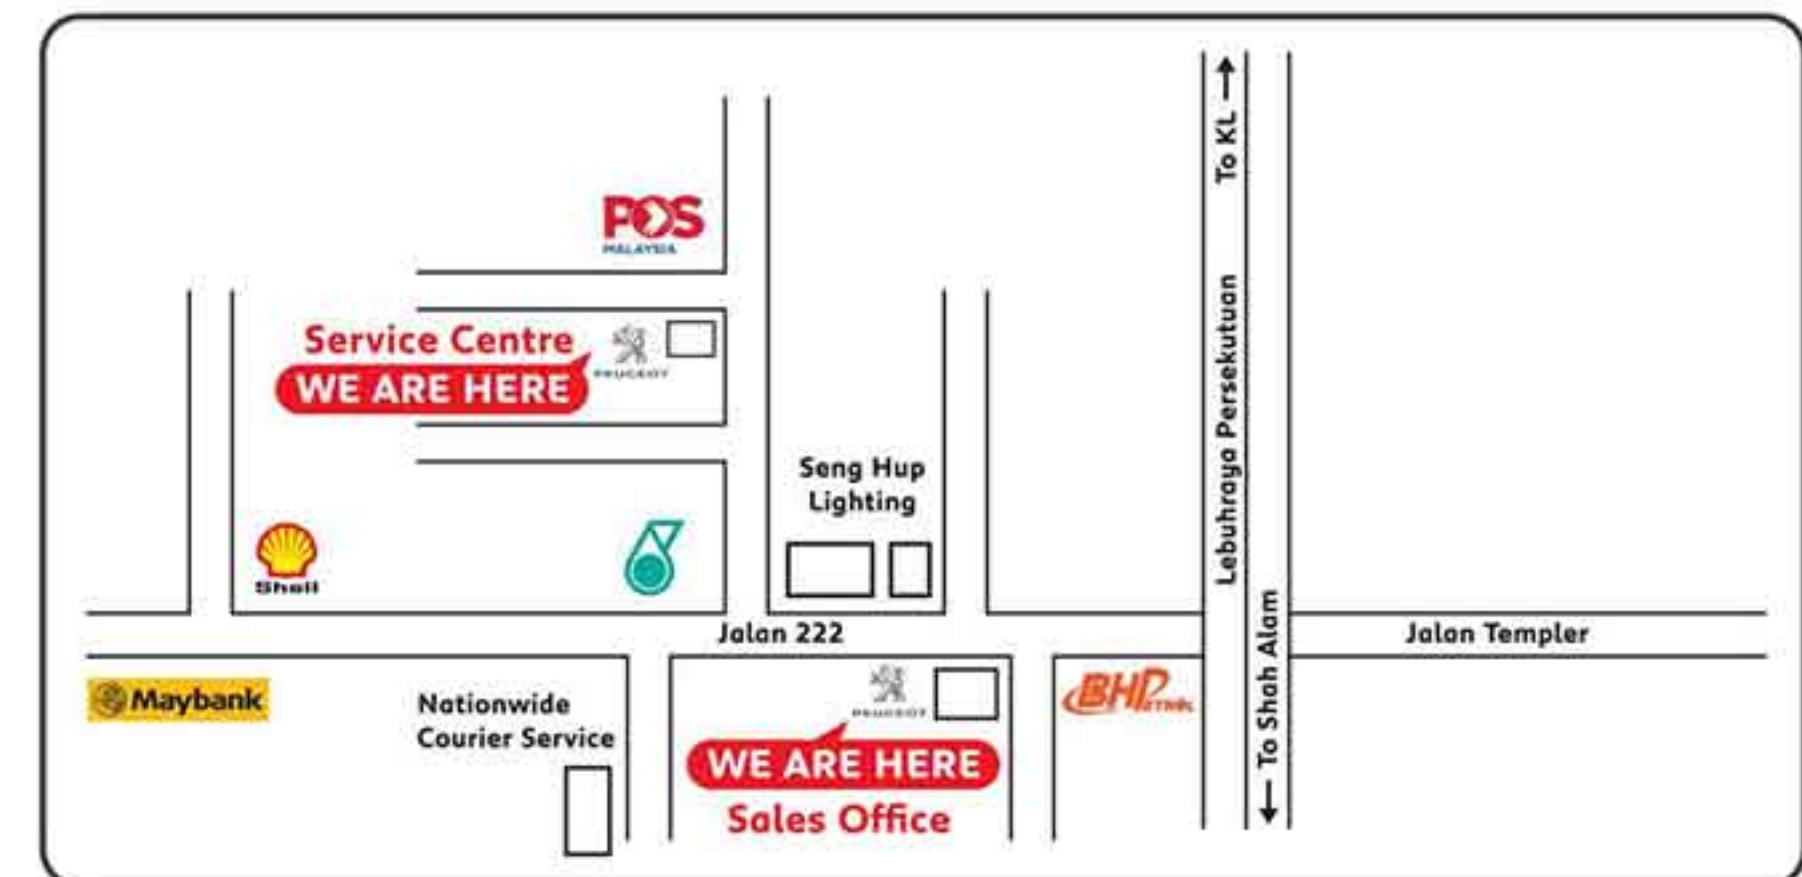 To KL
POS
MALAYSIA
Service Centre
WE ARE HERE
PEUGEOT
Lebuhraya Persekutuan
Seng Hup
Lighting
Shell
Jalan 222
To Shah Alam
Jalan Templer
Maybank
Nationwide
Courier Service
PEUGEOT
WE ARE HERE
Sales Office
BHPetrol